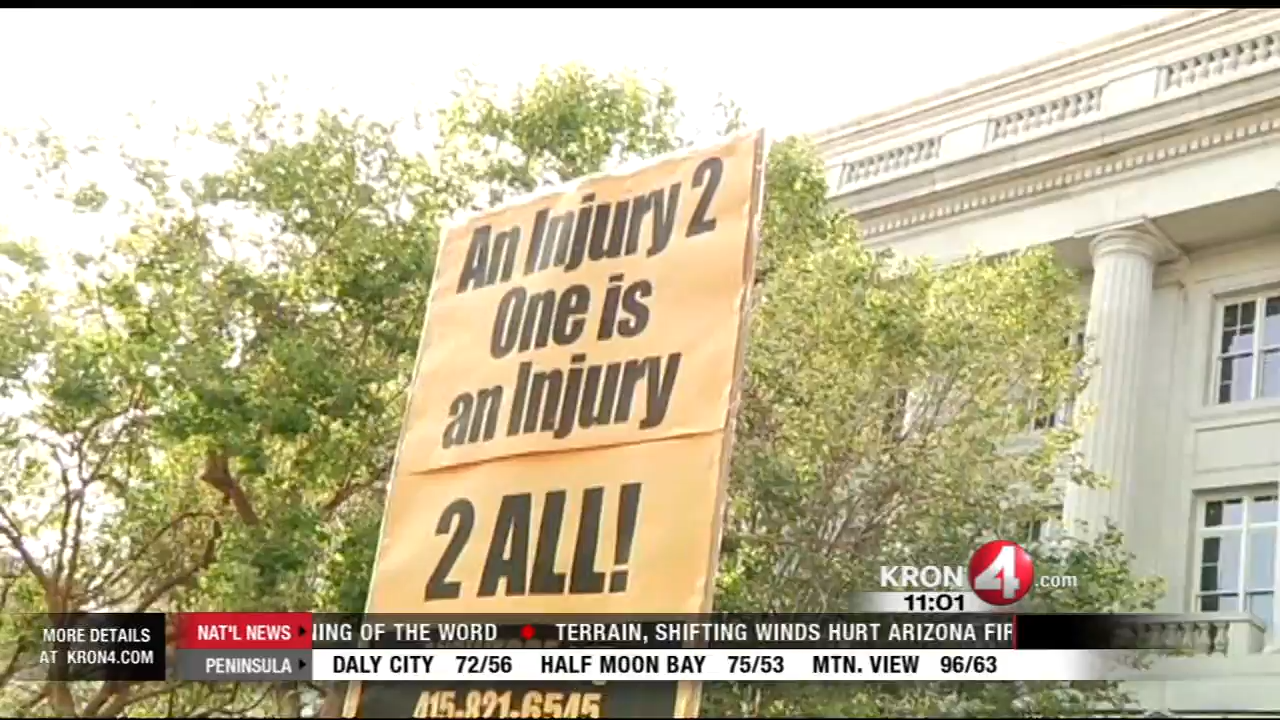 An Injury 2
One is
an Injury
2 ALL!
KRON 4.com
11:01
MORE DETAILS
AT KRON4.COM
NAT'L NEWS
NING OF THE WORD • TERRAIN, SHIFTING WINDS HURT ARIZONA FIR
PENINSULA
DALY CITY 72/56 HALF MOON BAY 75/53 MTN. VIEW 96/63
415-821-6545